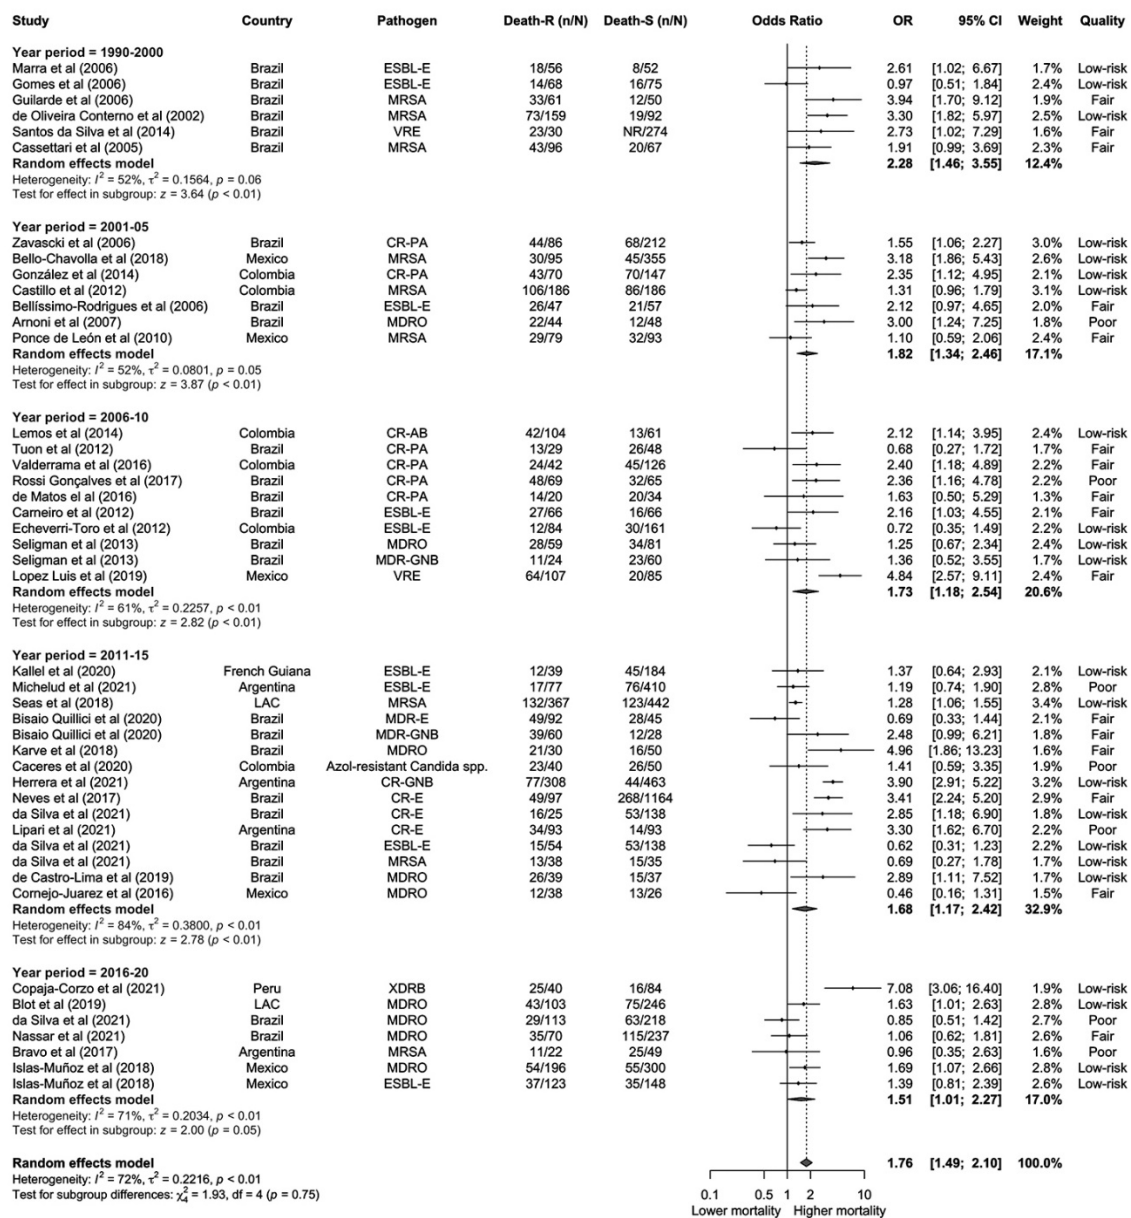 Study Country Pathogen Death-R (n/N) Death-S (n/N) Odds Ratio OR 95% CI Weight Quality
Year period = 1990-2000
Marra et al (2006) Brazil ESBL-E 18/56 8/52 2.61 [1.02; 6.67] 1.7% Low-risk
Gomes et al (2006) Brazil ESBL-E 14/68 16/75 0.97 [0.51; 1.84] 2.4% Low-risk
Guilarde et al (2006) Brazil MRSA 33/61 12/50 3.94 [1.70; 9.12] 1.9% Fair
de Oliveira Conterno et al (2002) Brazil MRSA 73/159 19/92 3.30 [1.82; 5.97] 2.5% Low-risk
Santos da Silva et al (2014) Brazil VRE 23/30 NR/274 2.73 [1.02; 7.29] 1.6% Fair
Cassettari et al (2005) Brazil MRSA 43/96 20/67 1.91 [0.99; 3.69] 2.3% Fair
Random effects model 2.28 [1.46; 3.55] 12.4%
Heterogeneity: I² = 52%, τ² = 0.1564, p = 0.06
Test for effect in subgroup: z = 3.64 (p < 0.01)
Year period = 2001-05
Zavascki et al (2006) Brazil CR-PA 44/86 68/212 1.55 [1.06; 2.27] 3.0% Low-risk
Bello-Chavolla et al (2018) Mexico MRSA 30/95 45/355 3.18 [1.86; 5.43] 2.6% Low-risk
González et al (2014) Colombia CR-PA 43/70 70/147 2.35 [1.12; 4.95] 2.1% Low-risk
Castillo et al (2012) Colombia MRSA 106/186 86/186 1.31 [0.96; 1.79] 3.1% Low-risk
Bellíssimo-Rodrigues et al (2006) Brazil ESBL-E 26/47 21/57 2.12 [0.97; 4.65] 2.0% Fair
Arnoni et al (2007) Brazil MDRO 22/44 12/48 3.00 [1.24; 7.25] 1.8% Poor
Ponce de León et al (2010) Mexico MRSA 29/79 32/93 1.10 [0.59; 2.06] 2.4% Fair
Random effects model 1.82 [1.34; 2.46] 17.1%
Heterogeneity: I² = 52%, τ² = 0.0801, p = 0.05
Test for effect in subgroup: z = 3.87 (p < 0.01)
Year period = 2006-10
Lemos et al (2014) Colombia CR-AB 42/104 13/61 2.12 [1.14; 3.95] 2.4% Low-risk
Tuon et al (2012) Brazil CR-PA 13/29 26/48 0.68 [0.27; 1.72] 1.7% Fair
Valderrama et al (2016) Colombia CR-PA 24/42 45/126 2.40 [1.18; 4.89] 2.2% Fair
Rossi Gonçalves et al (2017) Brazil CR-PA 48/69 32/65 2.36 [1.16; 4.78] 2.2% Poor
de Matos el al (2016) Brazil CR-PA 14/20 20/34 1.63 [0.50; 5.29] 1.3% Fair
Carneiro et al (2012) Brazil ESBL-E 27/66 16/66 2.16 [1.03; 4.55] 2.1% Fair
Echeverri-Toro et al (2012) Colombia ESBL-E 12/84 30/161 0.72 [0.35; 1.49] 2.2% Low-risk
Seligman et al (2013) Brazil MDRO 28/59 34/81 1.25 [0.67; 2.34] 2.4% Low-risk
Seligman et al (2013) Brazil MDR-GNB 11/24 23/60 1.36 [0.52; 3.55] 1.7% Low-risk
Lopez Luis et al (2019) Mexico VRE 64/107 20/85 4.84 [2.57; 9.11] 2.4% Fair
Random effects model 1.73 [1.18; 2.54] 20.6%
Heterogeneity: I² = 61%, τ² = 0.2257, p < 0.01
Test for effect in subgroup: z = 2.82 (p < 0.01)
Year period = 2011-15
Kallel et al (2020) French Guiana ESBL-E 12/39 45/184 1.37 [0.64; 2.93] 2.1% Low-risk
Michelud et al (2021) Argentina ESBL-E 17/77 76/410 1.19 [0.74; 1.90] 2.8% Poor
Seas et al (2018) LAC MRSA 132/367 123/442 1.28 [1.06; 1.55] 3.4% Low-risk
Bisaio Quillici et al (2020) Brazil MDR-E 49/92 28/45 0.69 [0.33; 1.44] 2.1% Fair
Bisaio Quillici et al (2020) Brazil MDR-GNB 39/60 12/28 2.48 [0.99; 6.21] 1.8% Fair
Karve et al (2018) Brazil MDRO 21/30 16/50 4.96 [1.86; 13.23] 1.6% Fair
Caceres et al (2020) Colombia Azol-resistant Candida spp. 23/40 26/50 1.41 [0.59; 3.35] 1.9% Poor
Herrera et al (2021) Argentina CR-GNB 77/308 44/463 3.90 [2.91; 5.22] 3.2% Low-risk
Neves et al (2017) Brazil CR-E 49/97 268/1164 3.41 [2.24; 5.20] 2.9% Fair
da Silva et al (2021) Brazil CR-E 16/25 53/138 2.85 [1.18; 6.90] 1.8% Low-risk
Lipari et al (2021) Argentina CR-E 34/93 14/93 3.30 [1.62; 6.70] 2.2% Poor
da Silva et al (2021) Brazil ESBL-E 15/54 53/138 0.62 [0.31; 1.23] 2.2% Low-risk
da Silva et al (2021) Brazil MRSA 13/38 15/35 0.69 [0.27; 1.78] 1.7% Low-risk
de Castro-Lima et al (2019) Brazil MDRO 26/39 15/37 2.89 [1.11; 7.52] 1.7% Low-risk
Cornejo-Juarez et al (2016) Mexico MDRO 12/38 13/26 0.46 [0.16; 1.31] 1.5% Fair
Random effects model 1.68 [1.17; 2.42] 32.9%
Heterogeneity: I² = 84%, τ² = 0.3800, p < 0.01
Test for effect in subgroup: z = 2.78 (p < 0.01)
Year period = 2016-20
Copaja-Corzo et al (2021) Peru XDRB 25/40 16/84 7.08 [3.06; 16.40] 1.9% Low-risk
Blot et al (2019) LAC MDRO 43/103 75/246 1.63 [1.01; 2.63] 2.8% Low-risk
da Silva et al (2021) Brazil MDRO 29/113 63/218 0.85 [0.51; 1.42] 2.7% Poor
Nassar et al (2021) Brazil MDRO 35/70 115/237 1.06 [0.62; 1.81] 2.6% Fair
Bravo et al (2017) Argentina MRSA 11/22 25/49 0.96 [0.35; 2.63] 1.6% Poor
Islas-Muñoz et al (2018) Mexico MDRO 54/196 55/300 1.69 [1.07; 2.66] 2.8% Low-risk
Islas-Muñoz et al (2018) Mexico ESBL-E 37/123 35/148 1.39 [0.81; 2.39] 2.6% Low-risk
Random effects model 1.51 [1.01; 2.27] 17.0%
Heterogeneity: I² = 71%, τ² = 0.2034, p < 0.01
Test for effect in subgroup: z = 2.00 (p = 0.05)
Random effects model 1.76 [1.49; 2.10] 100.0%
Heterogeneity: I² = 72%, τ² = 0.2216, p < 0.01
Test for subgroup differences: χ²₄ = 1.93, df = 4 (p = 0.75)
0.1 0.5 1 2 10
Lower mortality Higher mortality